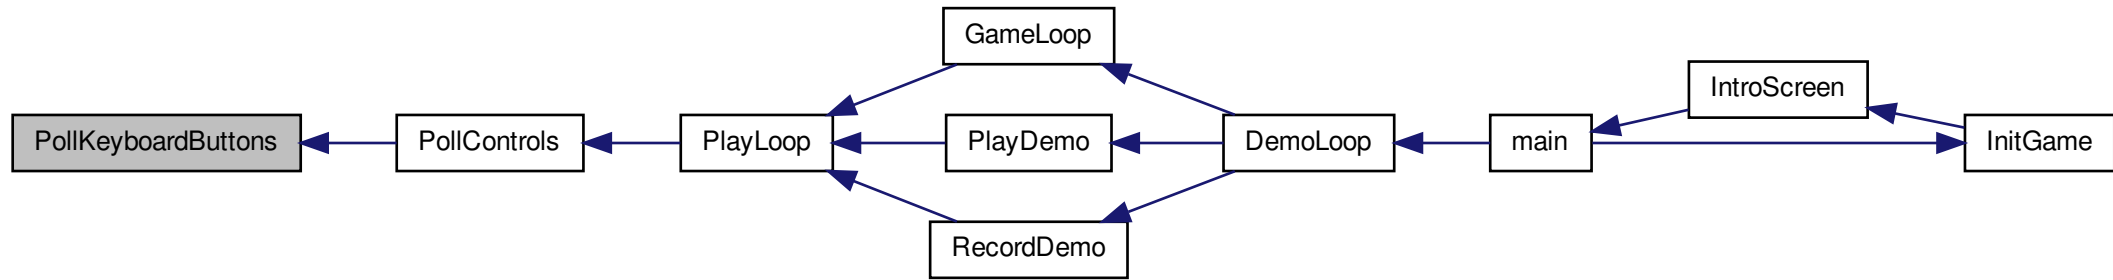 PollKeyboardButtons
PollControls
PlayLoop
GameLoop
PlayDemo
RecordDemo
DemoLoop
main
IntroScreen
InitGame